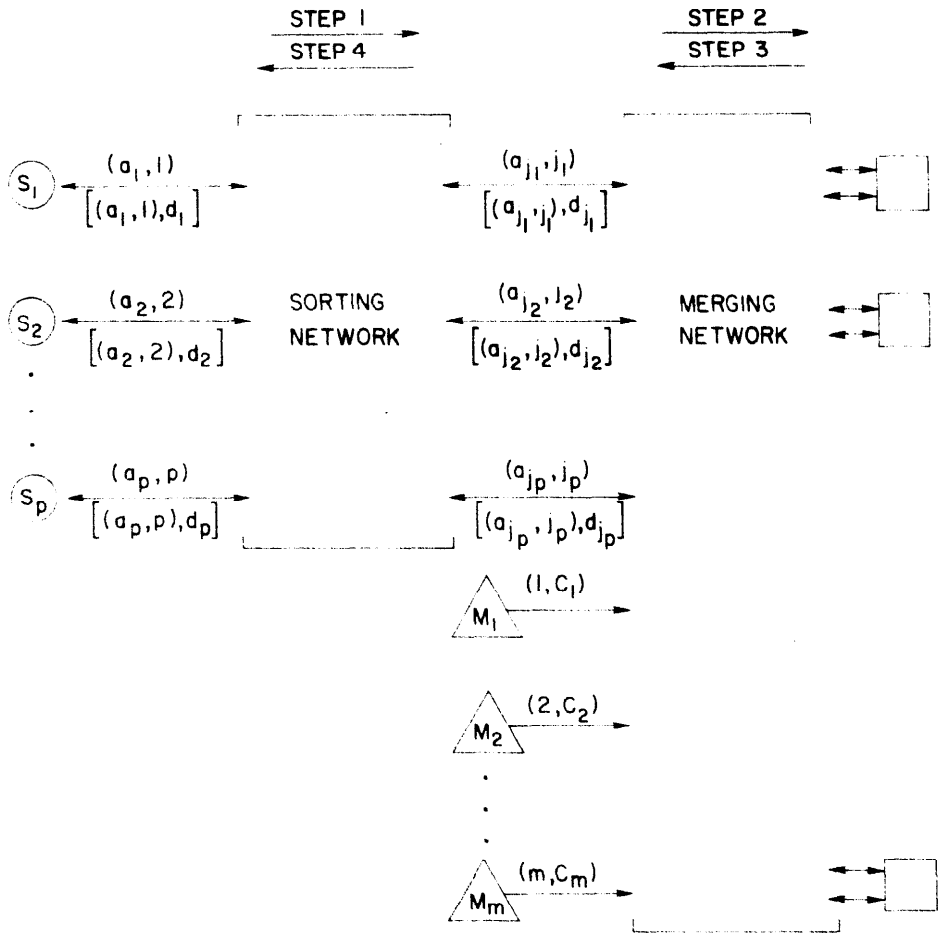 STEP 1 STEP 2
STEP 4 STEP 3
(a₁, 1) (aⱼ₁, j₁)
S₁
[(a₁, 1), d₁] [(aⱼ₁, j₁), dⱼ₁]
(a₂, 2) SORTING (aⱼ₂, j₂) MERGING
S₂ NETWORK NETWORK
[(a₂, 2), d₂] [(aⱼ₂, j₂), dⱼ₂]
(aₚ, p) (aⱼₚ, jₚ)
Sₚ
[(aₚ, p), dₚ] [(aⱼₚ, jₚ), dⱼₚ]
(1, C₁)
M₁
(2, C₂)
M₂
(m, Cₘ)
Mₘ